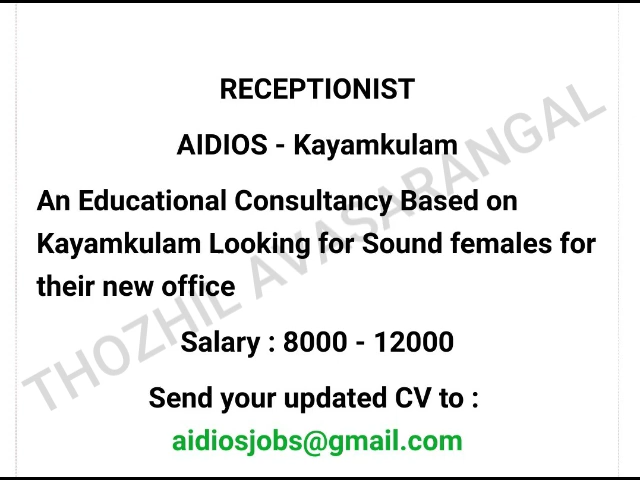 RECEPTIONIST
AIDIOS - Kayamkulam
An Educational Consultancy Based on
Kayamkulam Looking for Sound females for
their new office
Salary : 8000 - 12000
Send your updated CV to :
aidiosjobs@gmail.com
THOZHIL AVASARANGAL